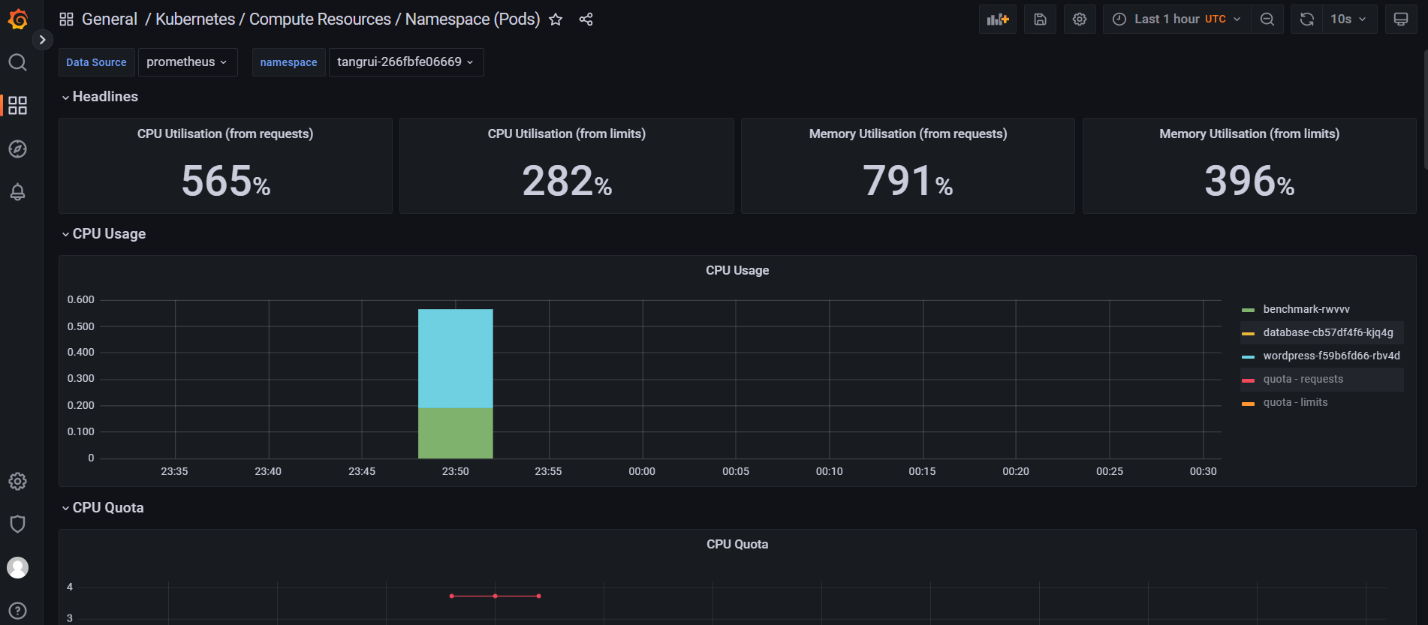 General / Kubernetes / Compute Resources / Namespace (Pods) Last 1 hour UTC 10s
Data Source prometheus namespace tangrui-266fbfe06669
Headlines
CPU Utilisation (from requests)
565%
CPU Utilisation (from limits)
282%
Memory Utilisation (from requests)
791%
Memory Utilisation (from limits)
396%
CPU Usage
CPU Usage
0.600
0.500
0.400
0.300
0.200
0.100
0
23:35 23:40 23:45 23:50 23:55 00:00 00:05 00:10 00:15 00:20 00:25 00:30
benchmark-rwvvv
database-cb57df4f6-kjq4g
wordpress-f59b6fd66-rbv4d
quota - requests
quota - limits
CPU Quota
CPU Quota
4
3